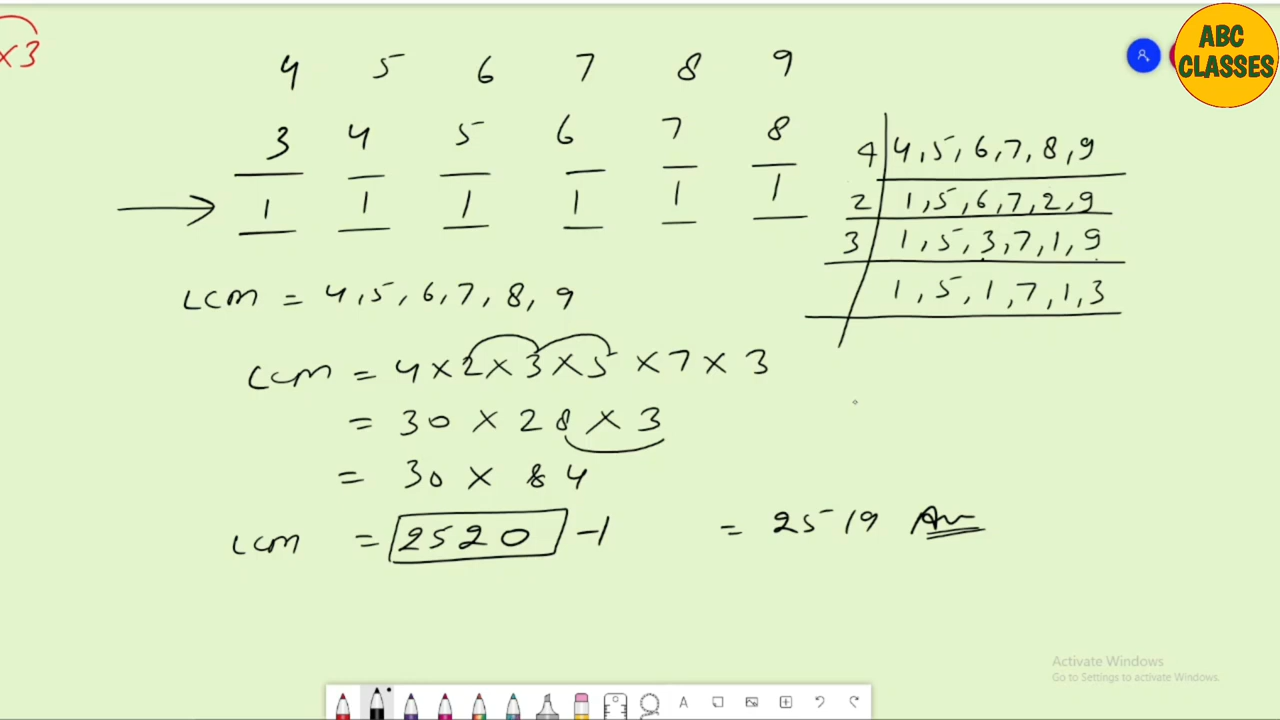 ×3
ABC
CLASSES
4 5 6 7 8 9
3 4 5 6 7 8
1 1 1 1 1 1
4 | 4,5,6,7,8,9
2 | 1,5,6,7,2,9
3 | 1,5,3,7,1,9
1,5,1,7,1,3
LCM = 4,5,6,7,8,9
LCM = 4×2×3×5×7×3
= 30×28×3
= 30×84
LCM = 2520 -1 = 2519 An
Activate Windows
Go to Settings to activate Windows.
A